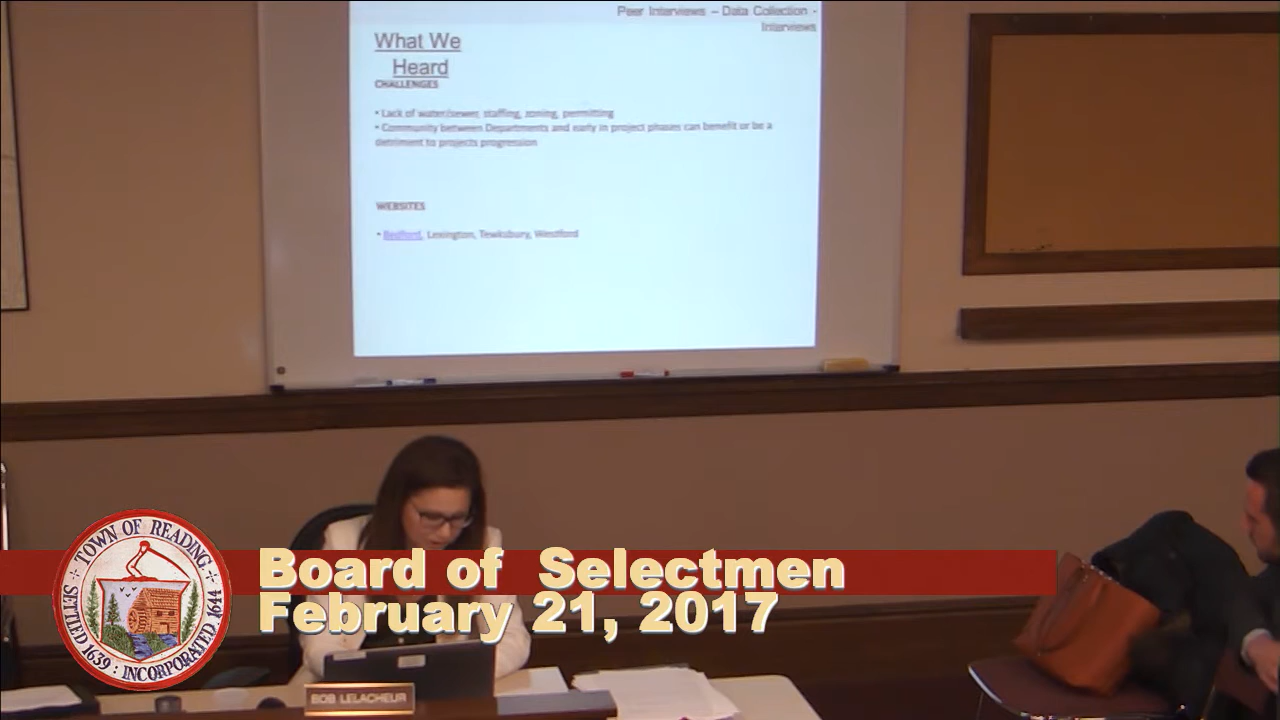 Peer Interviews – Data Collection -
Interviews
What We
Heard
CHALLENGES
• Lack of water/sewer, staffing, zoning, permitting
• Community between Departments and early in project phases can benefit or be a
detriment to projects progression
WEBSITES
• Bedford, Lexington, Tewksbury, Westford
TOWN OF READING
SETTLED 1639 : INCORPORATED 1644
Board of Selectmen
February 21, 2017
BOB LELACHEUR